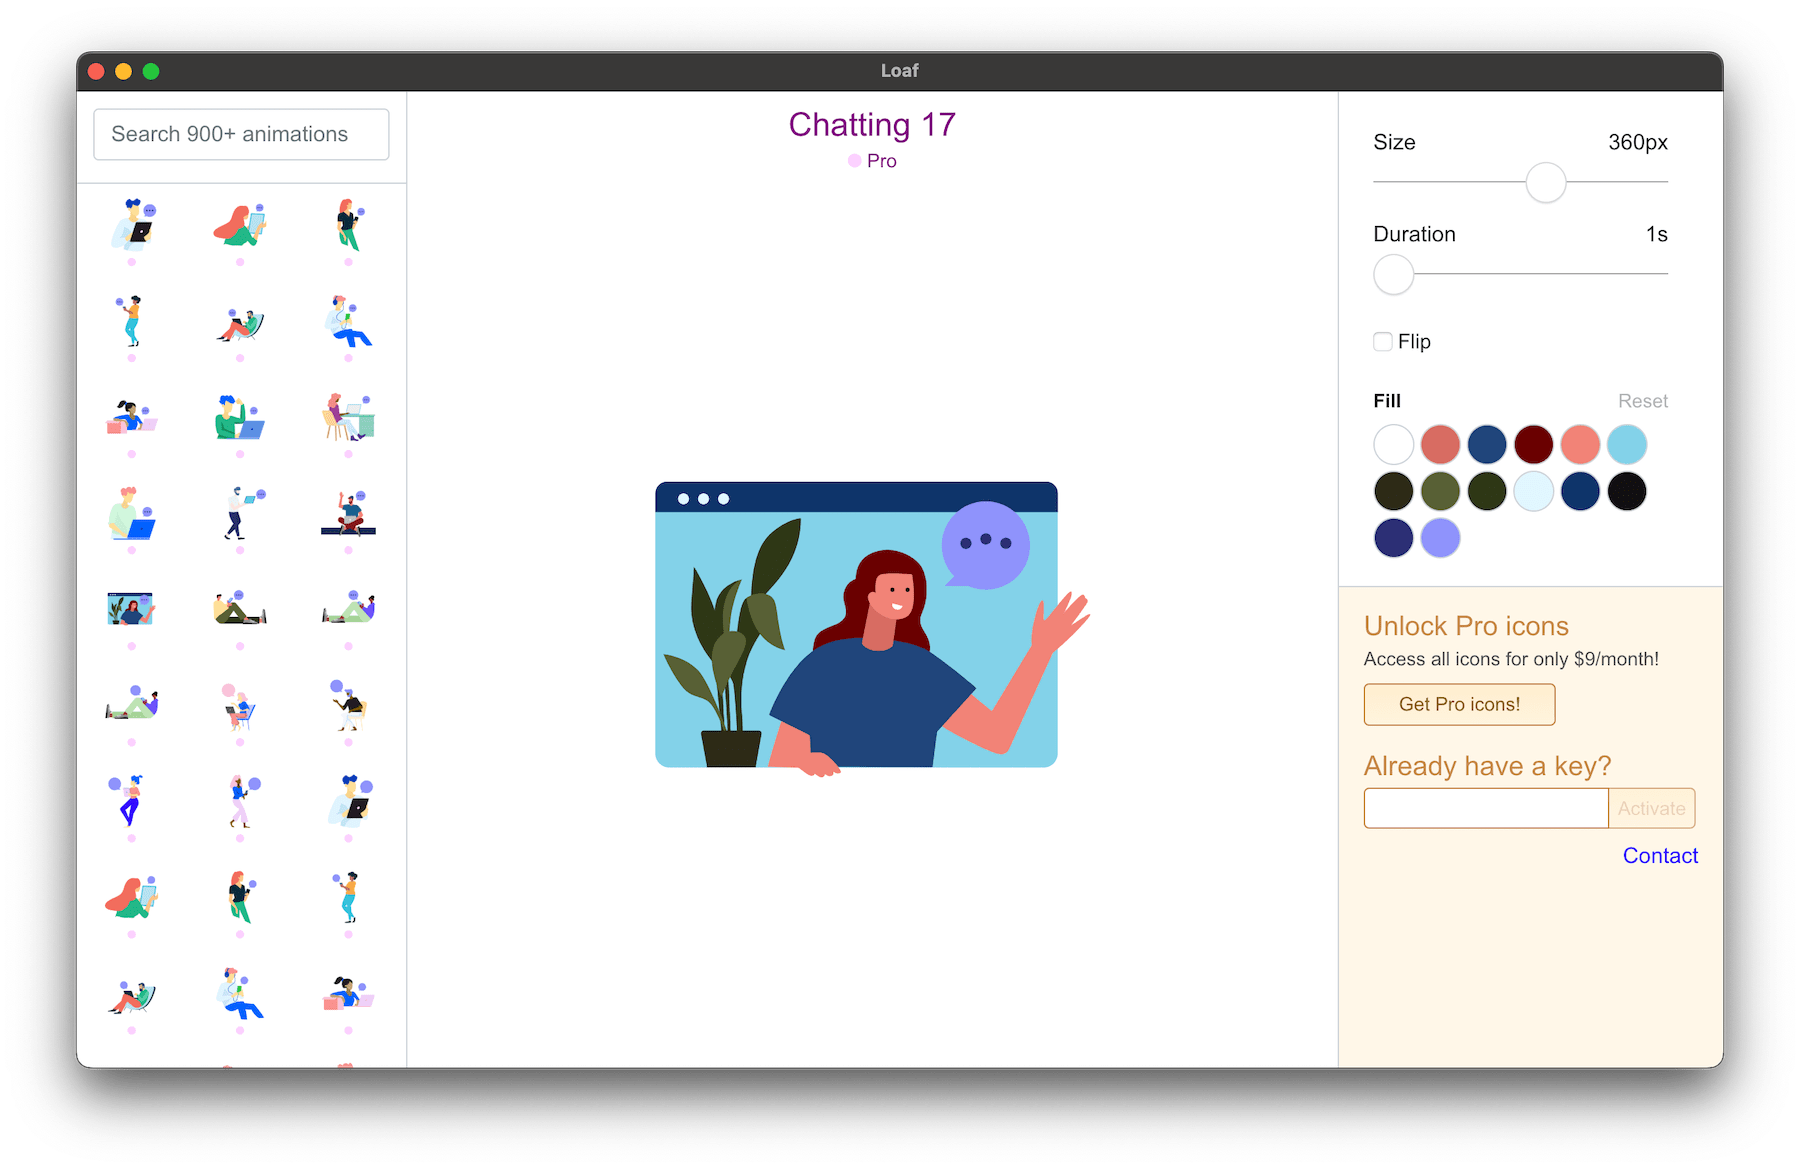 Loaf
Search 900+ animations
Chatting 17
Pro
Size 360px
Duration 1s
Flip
Fill Reset
Unlock Pro icons
Access all icons for only $9/month!
Get Pro icons!
Already have a key?
Activate
Contact